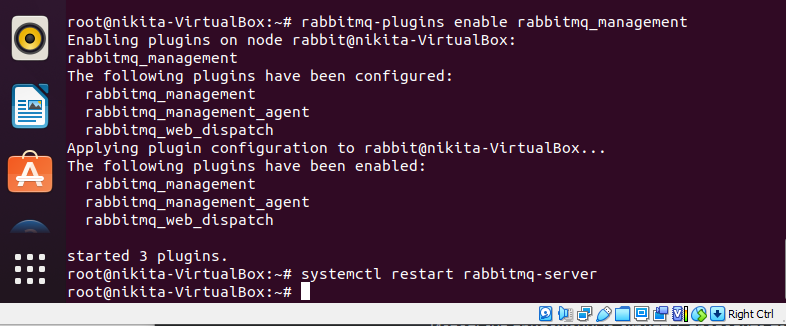 root@nikita-VirtualBox:~# rabbitmq-plugins enable rabbitmq_management
Enabling plugins on node rabbit@nikita-VirtualBox:
rabbitmq_management
The following plugins have been configured:
  rabbitmq_management
  rabbitmq_management_agent
  rabbitmq_web_dispatch
Applying plugin configuration to rabbit@nikita-VirtualBox...
The following plugins have been enabled:
  rabbitmq_management
  rabbitmq_management_agent
  rabbitmq_web_dispatch

started 3 plugins.
root@nikita-VirtualBox:~# systemctl restart rabbitmq-server
root@nikita-VirtualBox:~#
Right Ctrl